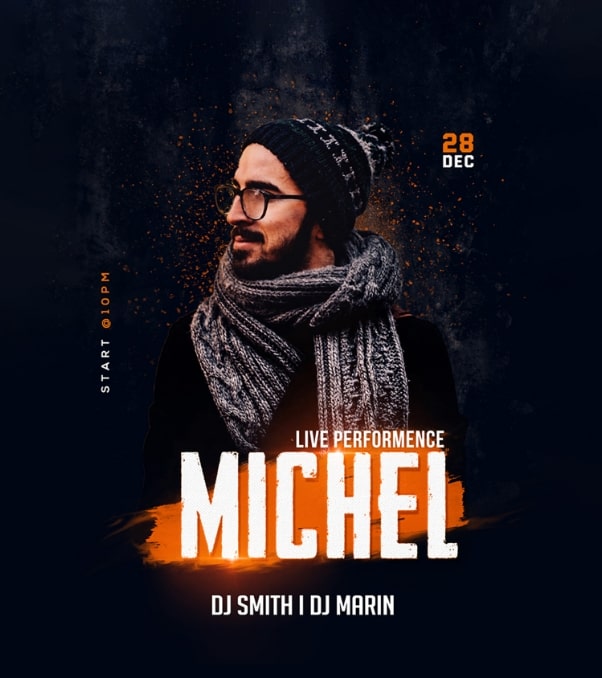 28
DEC
START @10PM
LIVE PERFORMENCE
MICHEL
DJ SMITH I DJ MARIN